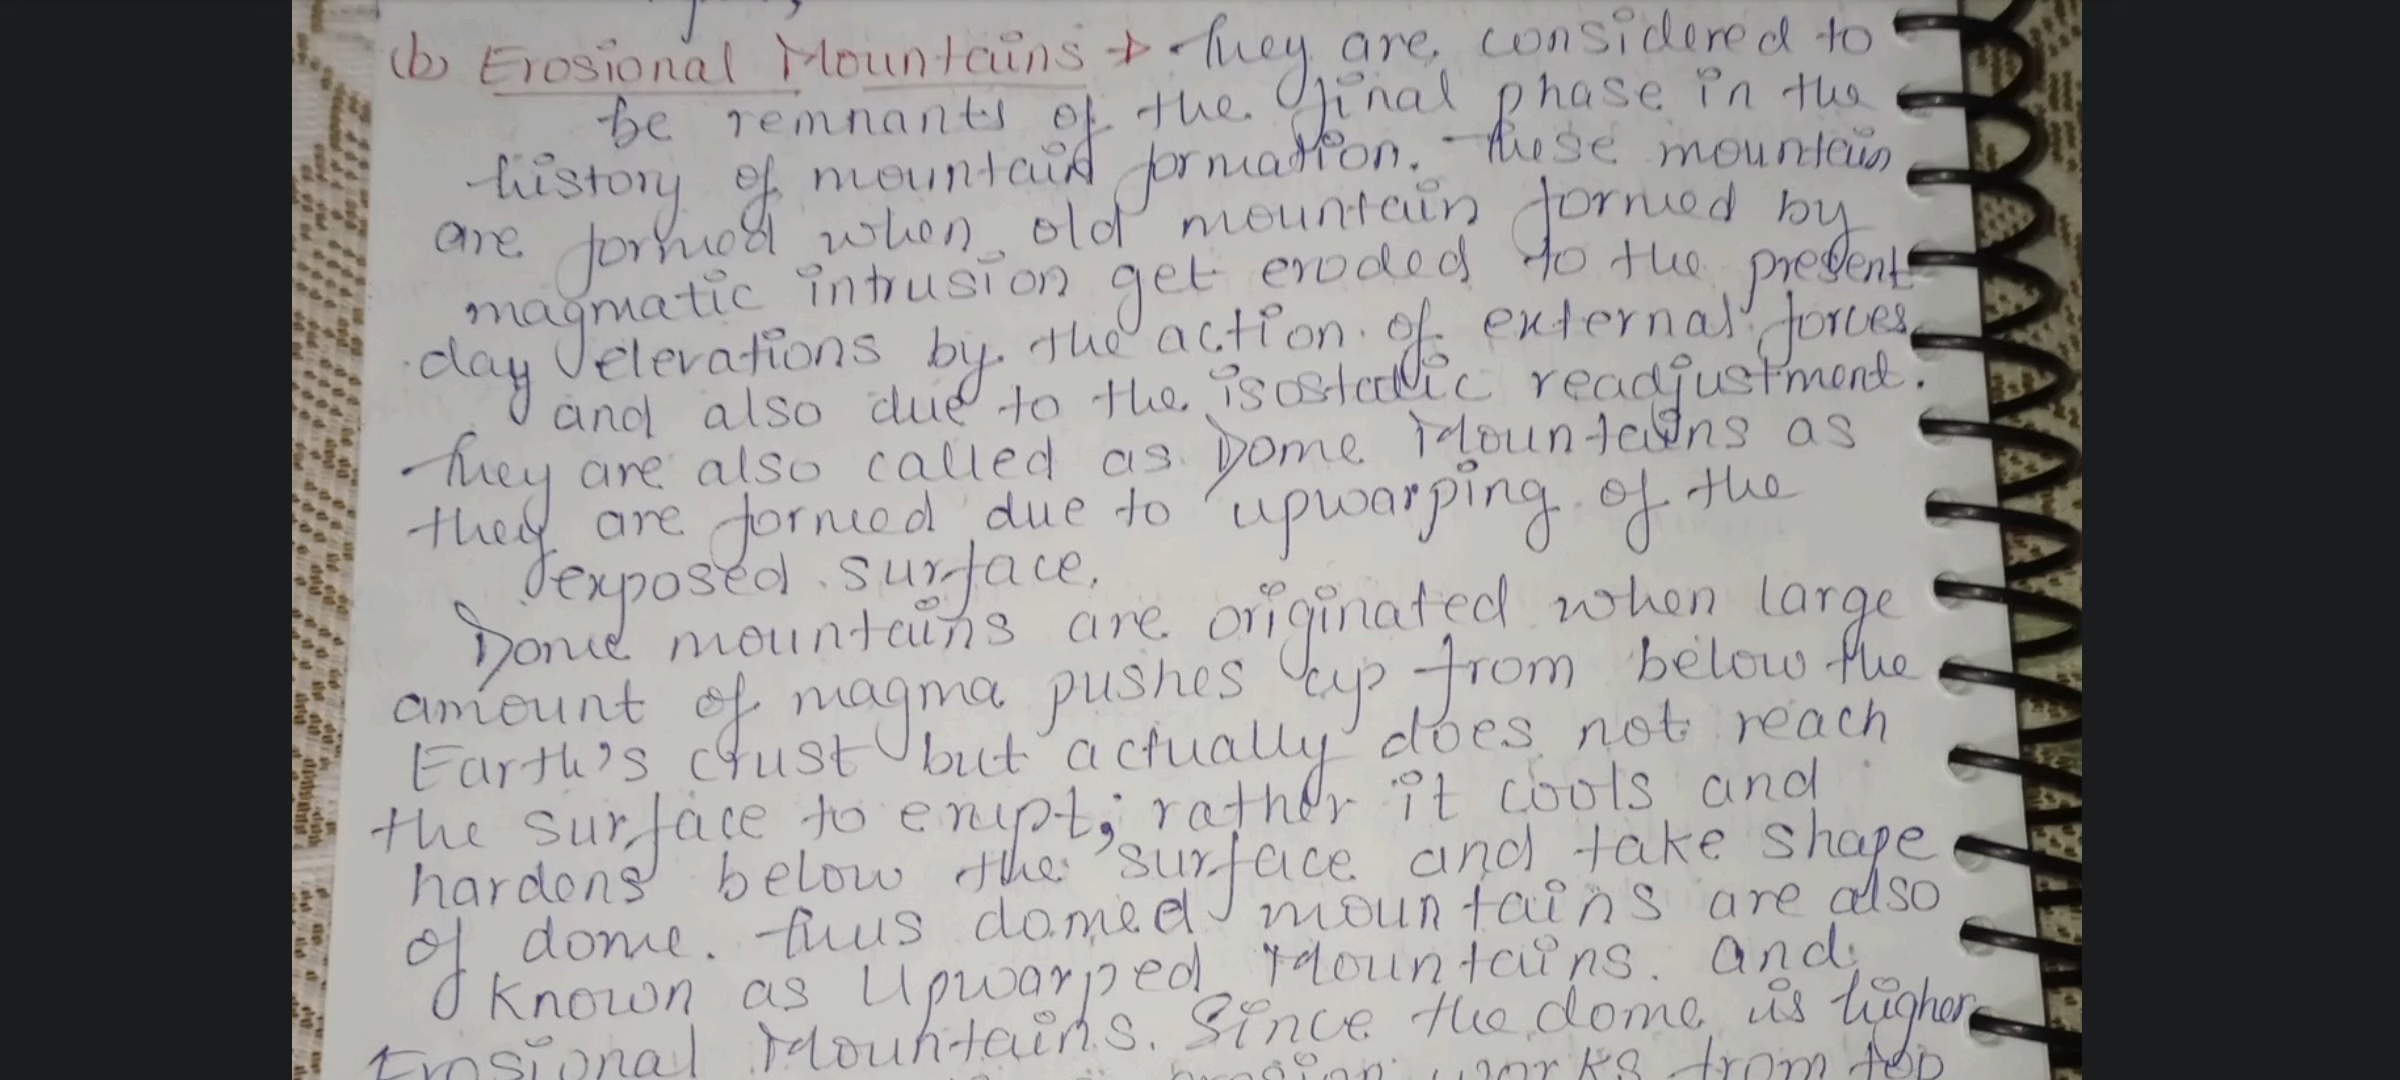 (b) Erosional Mountains → They are considered to
be remnants of the final phase in the
history of mountain formation. These mountain
are formed when old mountain formed by
magmatic intrusion get eroded to the present
day elevations by the action of external forces
and also due to the isostatic readjustment.
They are also called as Dome Mountains as
they are formed due to upwarping of the
exposed surface.
Dome mountains are originated when large
amount of magma pushes up from below the
Earth's crust but actually does not reach
the surface to erupt; rather it cools and
hardens below the surface and take shape
of dome. Thus domed mountains are also
known as Upwarped Mountains. and
Erosional Mountains. Since the dome is higher
erosion works from top